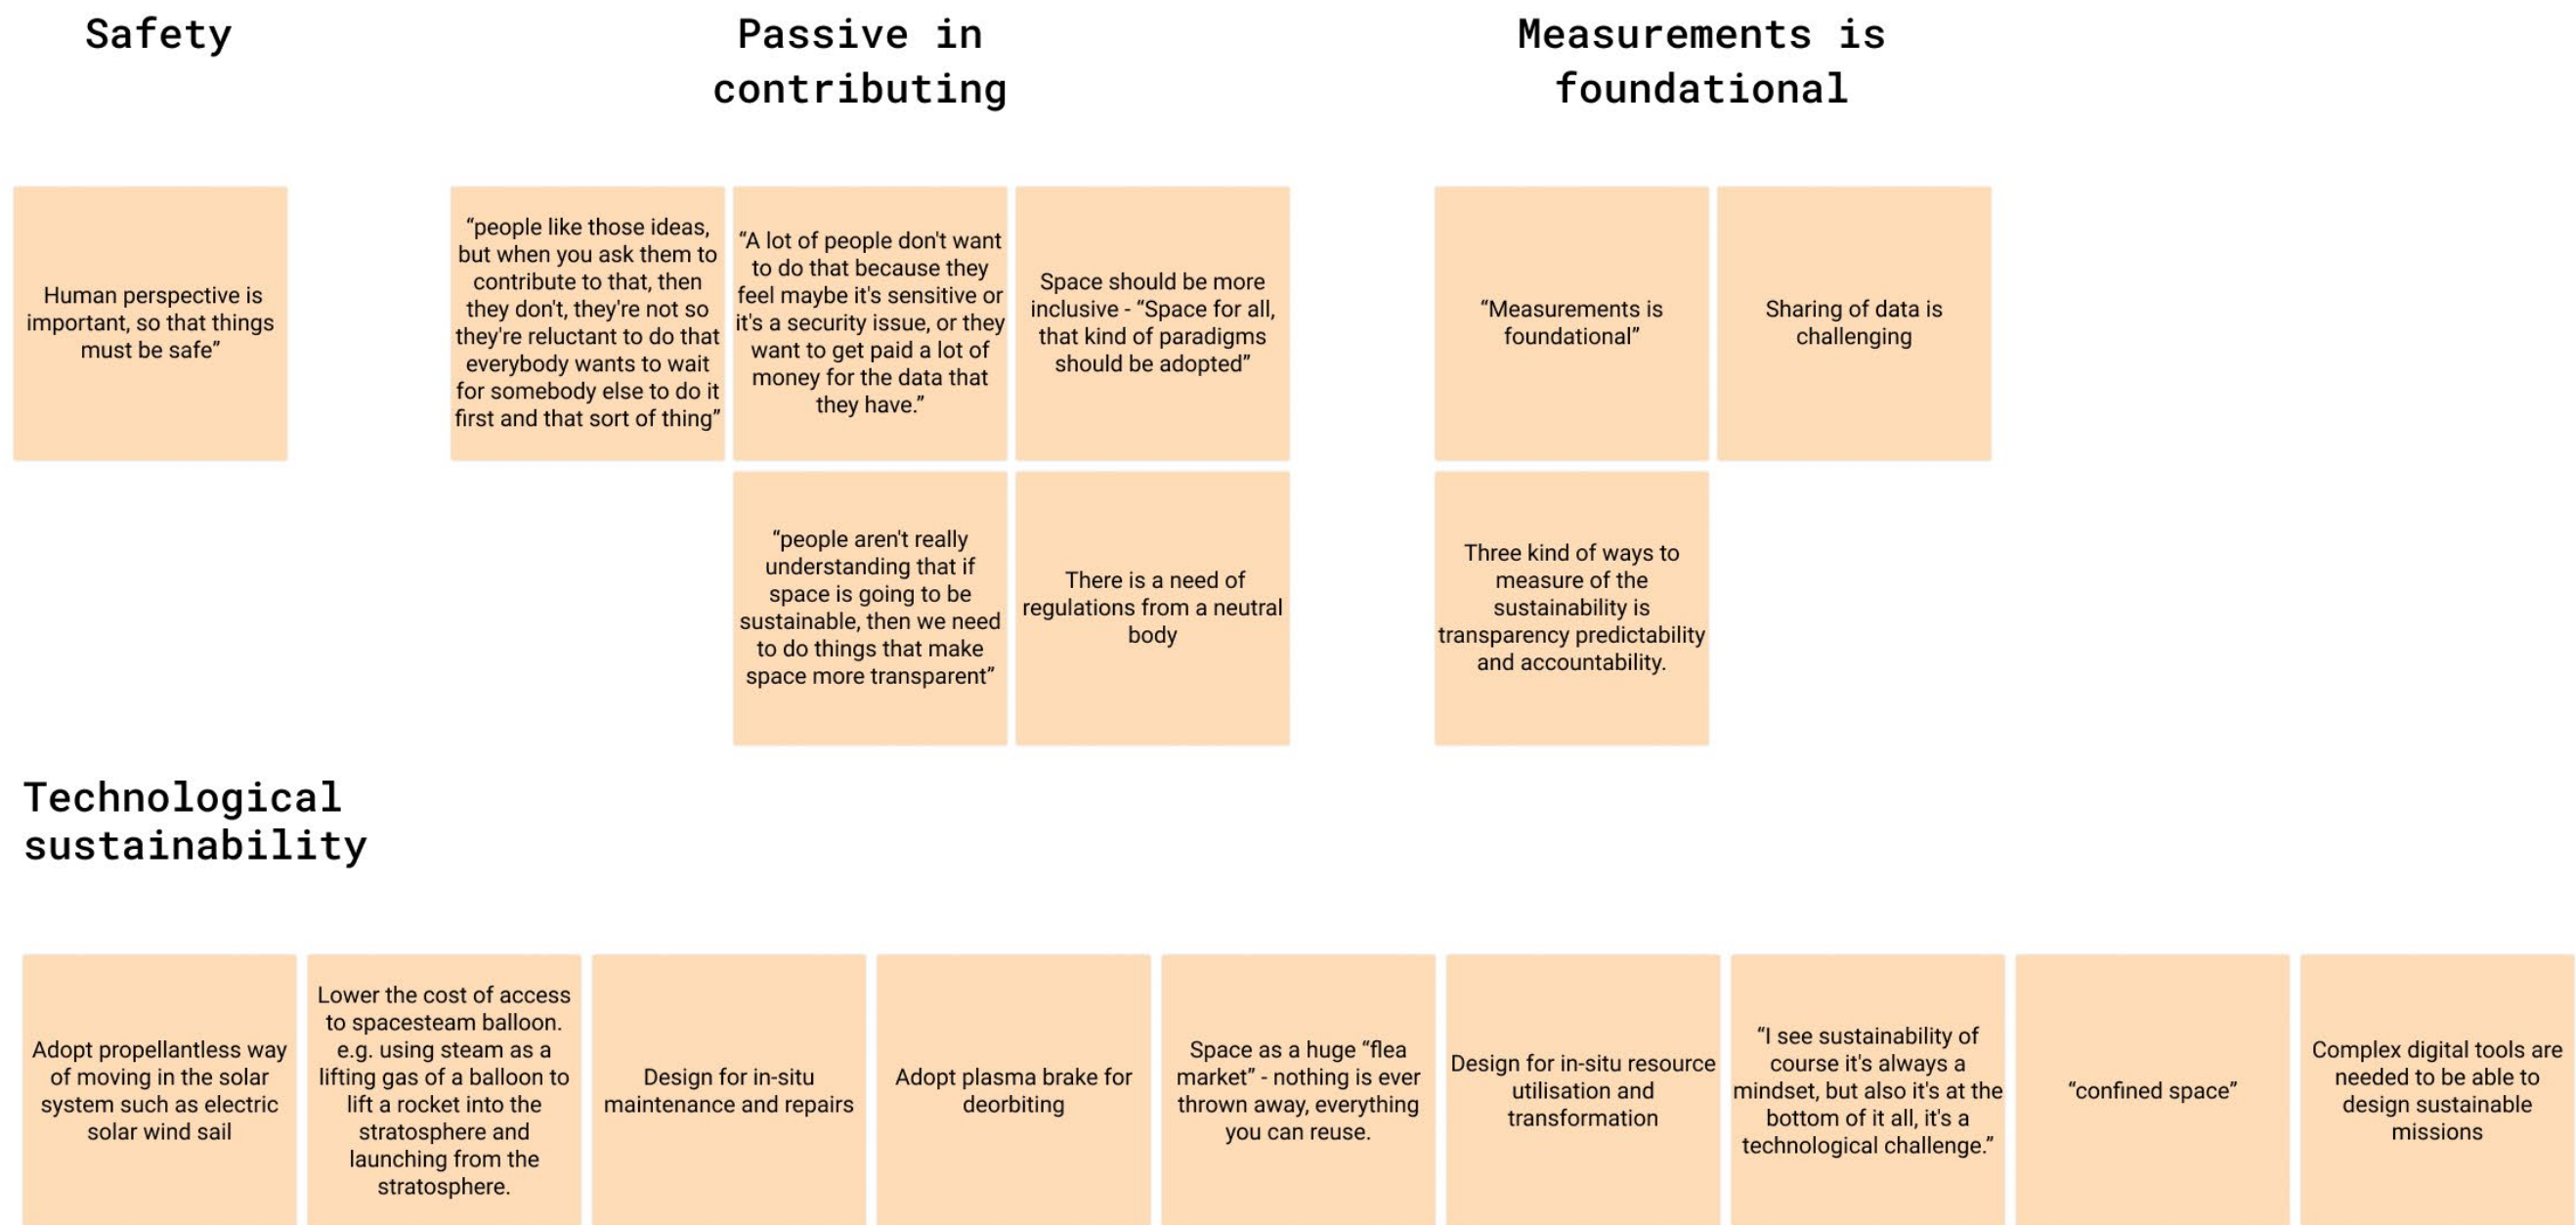 Safety
Passive in
contributing
Measurements is
foundational
Human perspective is
important, so that things
must be safe”
“people like those ideas,
but when you ask them to
contribute to that, then
they don't, they're not so
they're reluctant to do that
everybody wants to wait
for somebody else to do it
first and that sort of thing”
“A lot of people don't want
to do that because they
feel maybe it's sensitive or
it's a security issue, or they
want to get paid a lot of
money for the data that
they have.”
Space should be more
inclusive - “Space for all,
that kind of paradigms
should be adopted”
“Measurements is
foundational”
Sharing of data is
challenging
“people aren't really
understanding that if
space is going to be
sustainable, then we need
to do things that make
space more transparent”
There is a need of
regulations from a neutral
body
Three kind of ways to
measure of the
sustainability is
transparency predictability
and accountability.
Technological
sustainability
Adopt propellantless way
of moving in the solar
system such as electric
solar wind sail
Lower the cost of access
to spacesteam balloon.
e.g. using steam as a
lifting gas of a balloon to
lift a rocket into the
stratosphere and
launching from the
stratosphere.
Design for in-situ
maintenance and repairs
Adopt plasma brake for
deorbiting
Space as a huge “flea
market” - nothing is ever
thrown away, everything
you can reuse.
Design for in-situ resource
utilisation and
transformation
“I see sustainability of
course it's always a
mindset, but also it's at the
bottom of it all, it's a
technological challenge.”
“confined space”
Complex digital tools are
needed to be able to
design sustainable
missions